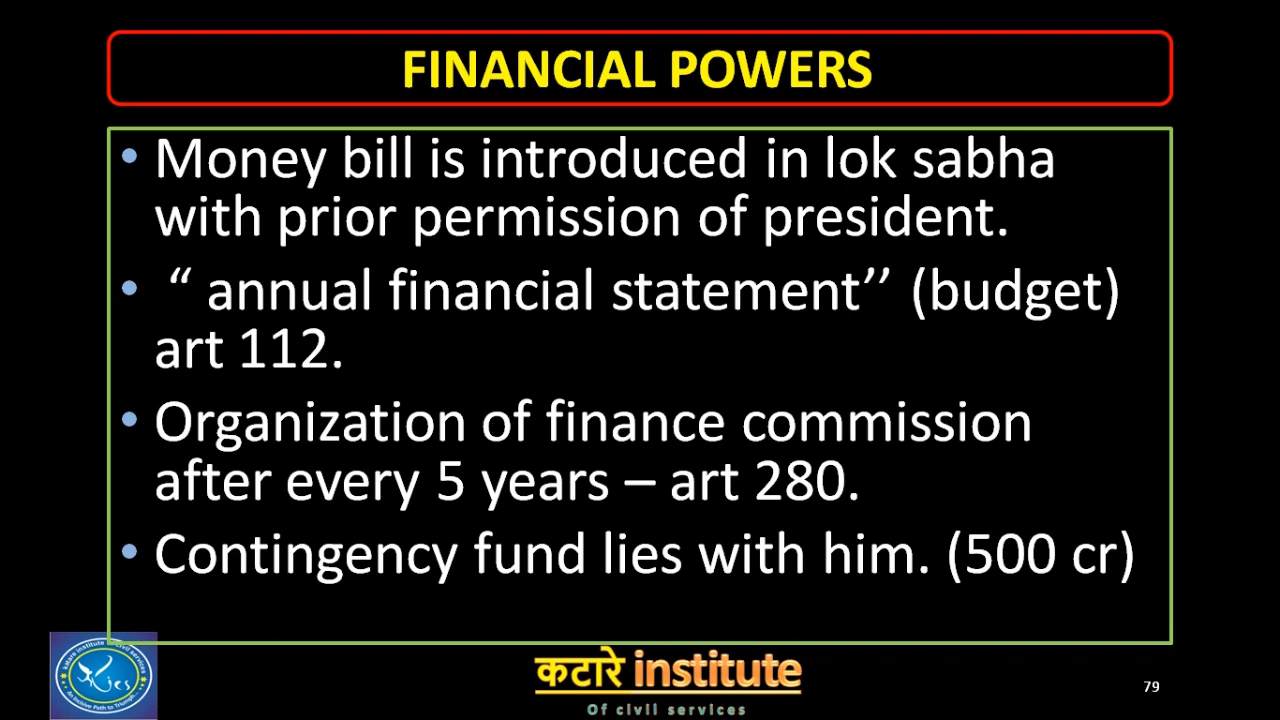 FINANCIAL POWERS
• Money bill is introduced in lok sabha
with prior permission of president.
• “ annual financial statement’’ (budget)
art 112.
• Organization of finance commission
after every 5 years – art 280.
• Contingency fund lies with him. (500 cr)
कटारे institute
Of civil services
79